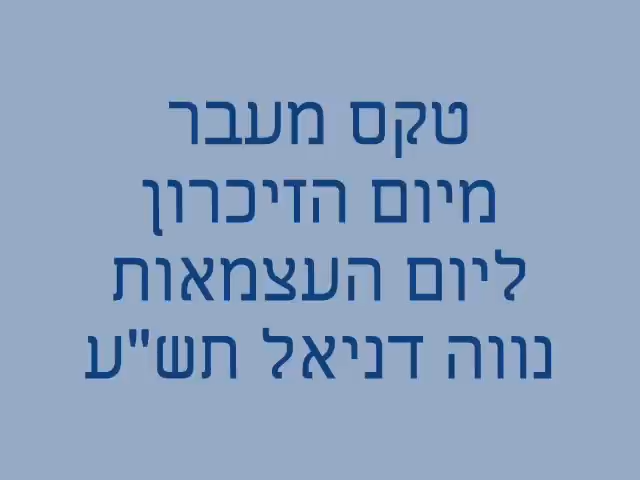 טקס מעבר
מיום הזיכרון
ליום העצמאות
נווה דניאל תש"ע